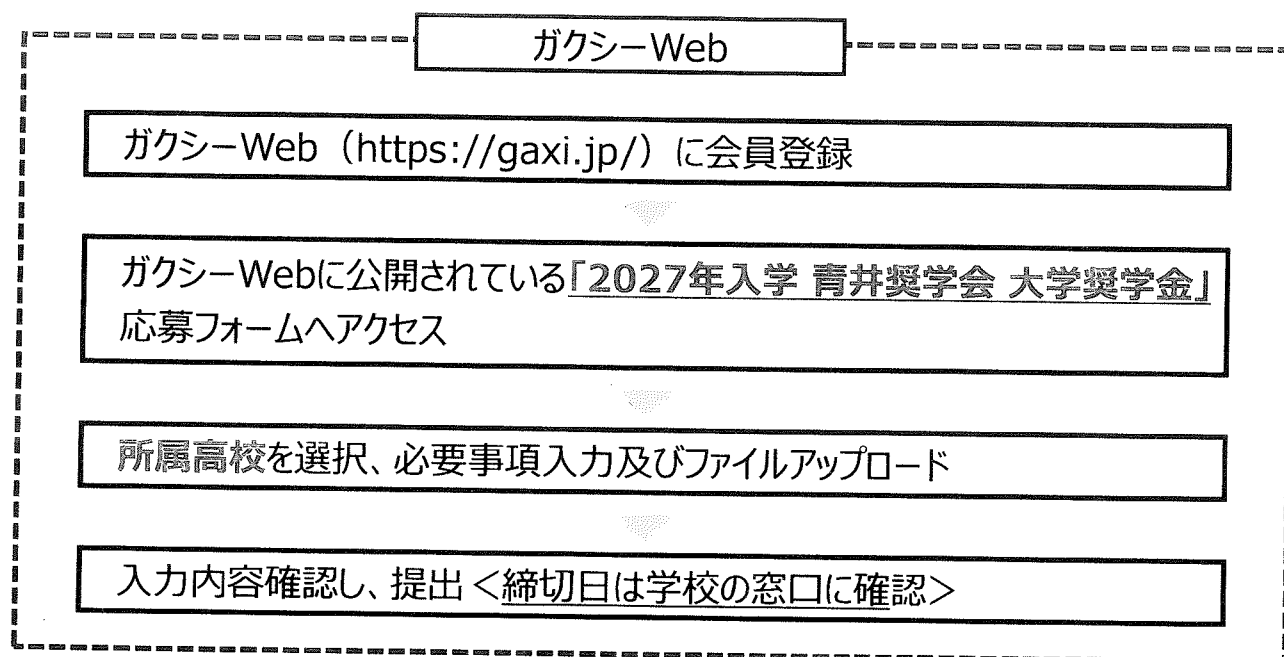 ガクシーWeb
ガクシーWeb(https://gaxi.jp/)に会員登録
ガクシーWebに公開されている「2027年入学 青井奨学会 大学奨学金」
応募フォームへアクセス
所属高校を選択、必要事項入力及びファイルアップロード
入力内容確認し、提出<締切日は学校の窓口に確認>